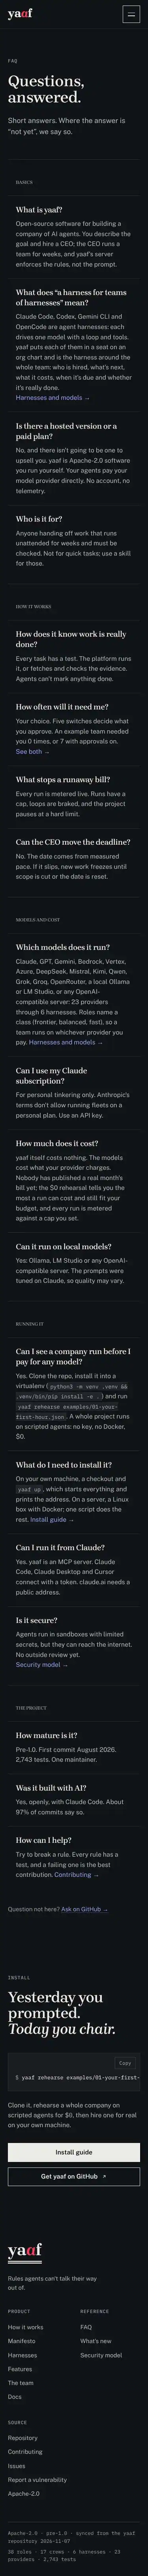 yaaf
FAQ
Questions,
answered.
Short answers. Where the answer is
“not yet”, we say so.
BASICS
What is yaaf?
Open-source software for building a
company of AI agents. You describe the
goal and hire a CEO, the CEO runs a
team for weeks, and yaaf's server
enforces the rules, not the prompt.
What does “a harness for teams
of harnesses” mean?
Claude Code, Codex, Gemini CLI and
OpenCode are agent harnesses: each
drives one model with a loop and tools.
yaaf puts each of them in a seat on an
org chart and is the harness around the
whole team: who is hired, what's next,
what it costs, when it's due and whether
it's really done.
Harnesses and models →
Is there a hosted version or a
paid plan?
No, and there isn't going to be one to
upsell you. yaaf is Apache-2.0 software
you run yourself. Your agents pay your
model provider directly. No account, no
telemetry.
Who is it for?
Anyone handing off work that runs
unattended for weeks and must be
checked. Not for quick tasks; use a skill
for those.
HOW IT WORKS
How does it know work is really
done?
Every task has a test. The platform runs
it, or fetches and checks the evidence.
Agents can't mark anything done.
How often will it need me?
Your choice. Five switches decide what
you approve. An example team needed
you 0 times, or 7 with approvals on.
See both →
What stops a runaway bill?
Every run is metered live. Runs have a
cap, loops are braked, and the project
pauses at a hard limit.
Can the CEO move the deadline?
No. The date comes from measured
pace. If it slips, new work freezes until
scope is cut or the date is reset.
MODELS AND COST
Which models does it run?
Claude, GPT, Gemini, Bedrock, Vertex,
Azure, DeepSeek, Mistral, Kimi, Qwen,
Grok, Groq, OpenRouter, a local Ollama
or LM Studio, or any OpenAI-
compatible server: 23 providers
through 6 harnesses. Roles name a
class (frontier, balanced, fast), so a
team runs on whichever provider you
pay. Harnesses and models →
Can I use my Claude
subscription?
For personal tinkering only. Anthropic's
terms don't allow running fleets on a
personal plan. Use an API key.
How much does it cost?
yaaf itself costs nothing. The models
cost what your provider charges.
Nobody has published a real month's
bill yet; the $0 rehearsal tells you the
most a run can cost and still fit your
budget, and every run is metered
against a cap you set.
Can it run on local models?
Yes: Ollama, LM Studio or any OpenAI-
compatible server. The prompts are
tuned on Claude, so quality may vary.
RUNNING IT
Can I see a company run before I
pay for any model?
Yes. Clone the repo, install it into a
virtualenv ( python3 -m venv .venv &&
.venv/bin/pip install -e . ) and run
yaaf rehearse examples/01-your-
first-hour.json . A whole project runs
on scripted agents: no key, no Docker,
$0.
What do I need to install it?
On your own machine, a checkout and
yaaf up , which starts everything and
prints the address. On a server, a Linux
box with Docker; one script does the
rest. Install guide →
Can I run it from Claude?
Yes. yaaf is an MCP server. Claude
Code, Claude Desktop and Cursor
connect with a token. claude.ai needs a
public address.
Is it secure?
Agents run in sandboxes with limited
secrets, but they can reach the internet.
No outside review yet.
Security model →
THE PROJECT
How mature is it?
Pre-1.0. First commit August 2026.
2,743 tests. One maintainer.
Was it built with AI?
Yes, openly, with Claude Code. About
97% of commits say so.
How can I help?
Try to break a rule. Every rule has a
test, and a failing one is the best
contribution. Contributing →
Question not here? Ask on GitHub →
INSTALL
Yesterday you
prompted.
Today you chair.
Copy
$ yaaf rehearse examples/01-your-first-
Clone it, rehearse a whole company on
scripted agents for $0, then hire one for real
on your own machine.
Install guide
Get yaaf on GitHub ↗
yaaf
Rules agents can't talk their way
out of.
PRODUCT
How it works
Manifesto
Harnesses
Features
The team
Docs
REFERENCE
FAQ
What's new
Security model
SOURCE
Repository
Contributing
Issues
Report a vulnerability
Apache-2.0
Apache-2.0 · pre-1.0 · synced from the yaaf
repository 2026-11-07
38 roles · 17 crews · 6 harnesses · 23
providers · 2,743 tests